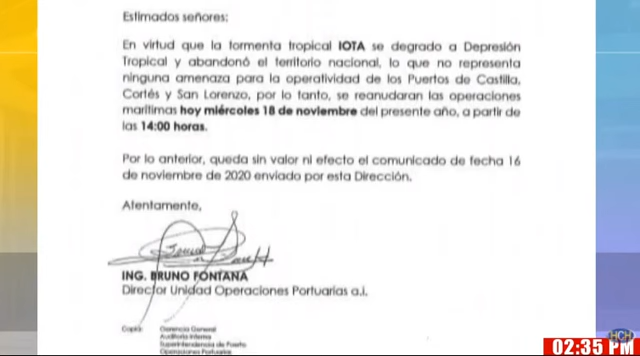 Estimados señores:
En virtud que la tormenta tropical IOTA se degrado a Depresión
Tropical y abandonó el territorio nacional, lo que no representa
ninguna amenaza para la operatividad de los Puertos de Castilla,
Cortés y San Lorenzo, por lo tanto, se reanudaran las operaciones
marítimas hoy miércoles 18 de noviembre del presente año, a partir de
las 14:00 horas.
Por lo anterior, queda sin valor ni efecto el comunicado de fecha 16
de noviembre de 2020 enviado por esta Dirección.
Atentamente,
ING. BRUNO FONTANA
Director Unidad Operaciones Portuarias a.i.
Copia: Gerencia General
Auditoria Interna
Superintendencia de Puerto
Operaciones Portuarias
HCH
02:35 PM